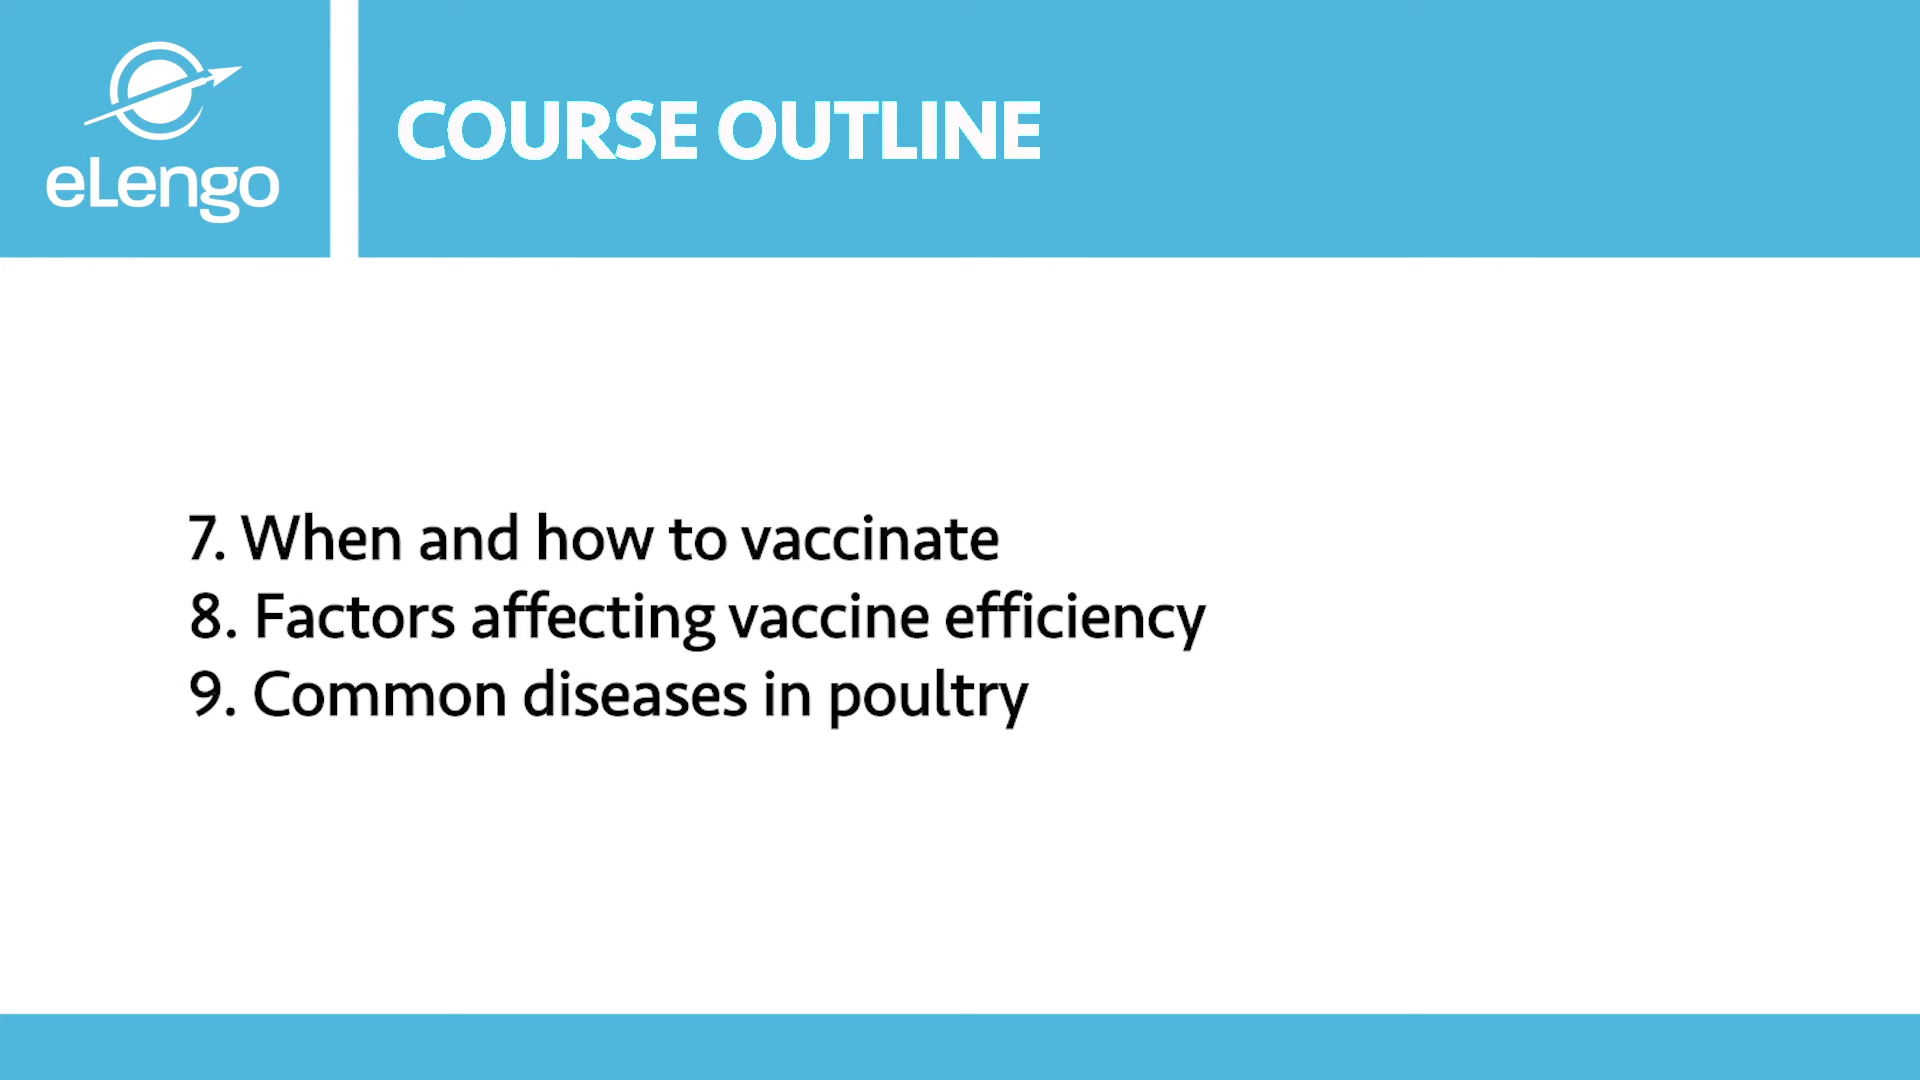 eLengo
COURSE OUTLINE
7. When and how to vaccinate
8. Factors affecting vaccine efficiency
9. Common diseases in poultry